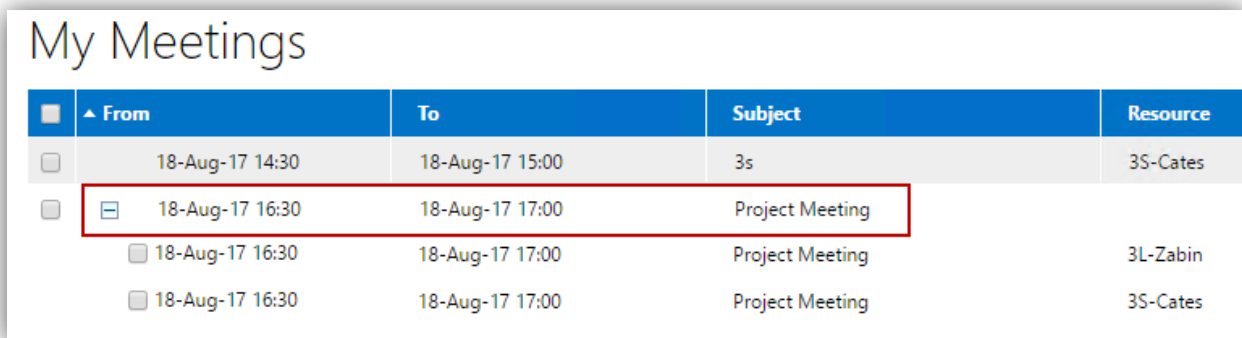 My Meetings
From To Subject Resource
18-Aug-17 14:30 18-Aug-17 15:00 3s 3S-Cates
18-Aug-17 16:30 18-Aug-17 17:00 Project Meeting
18-Aug-17 16:30 18-Aug-17 17:00 Project Meeting 3L-Zabin
18-Aug-17 16:30 18-Aug-17 17:00 Project Meeting 3S-Cates